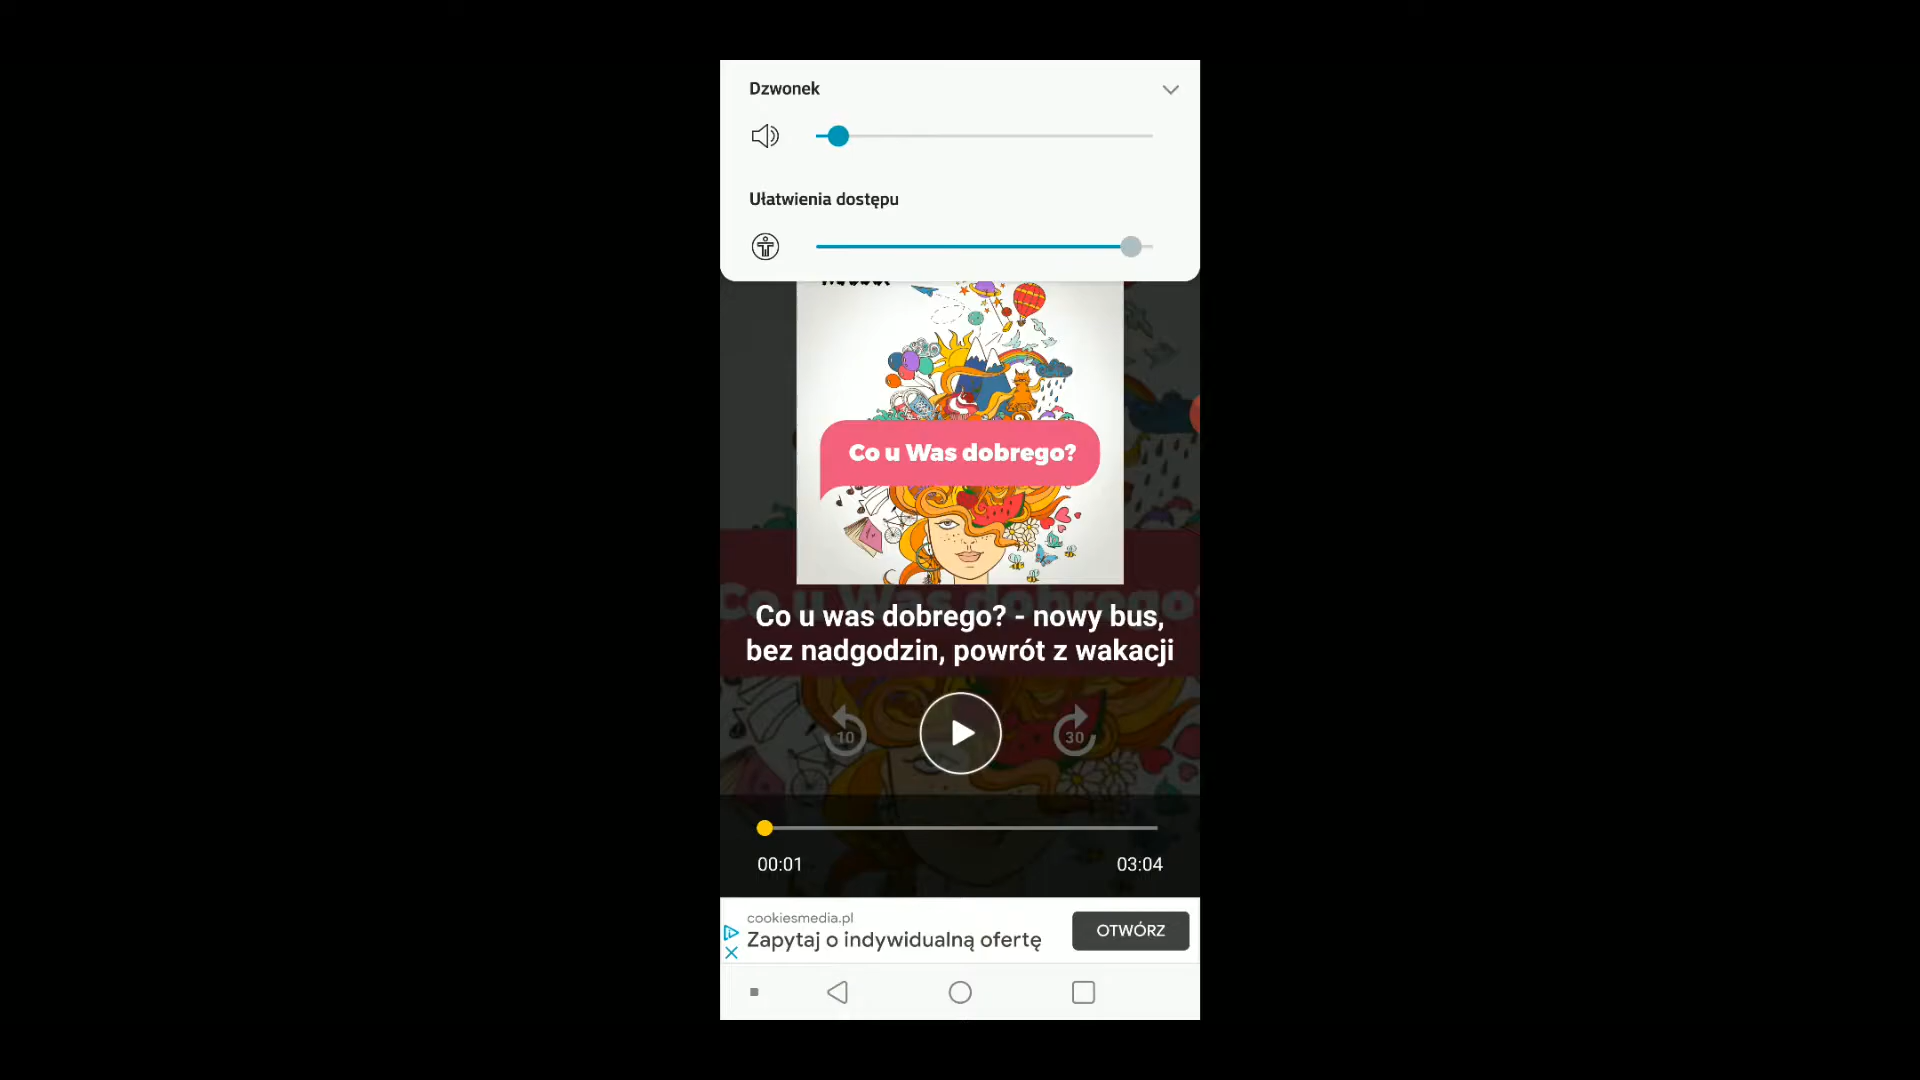 Dzwonek
Ułatwienia dostępu
Co u Was dobrego?
Co u was dobrego? - nowy bus,
bez nadgodzin, powrót z wakacji
10
30
00:01
03:04
cookiesmedia.pl
Zapytaj o indywidualną ofertę
OTWÓRZ